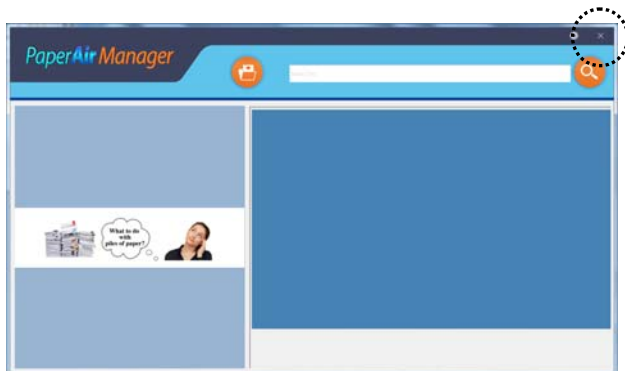 PaperAir Manager
What to do
with
piles of paper?